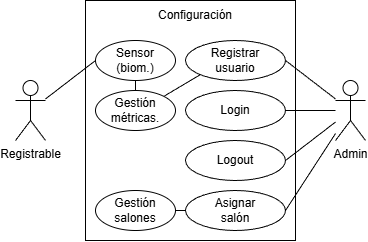 Configuración
Sensor
(biom.)
Registrar
usuario
Gestión
métricas.
Login
Registrable
Admin
Logout
Gestión
salones
Asignar
salón